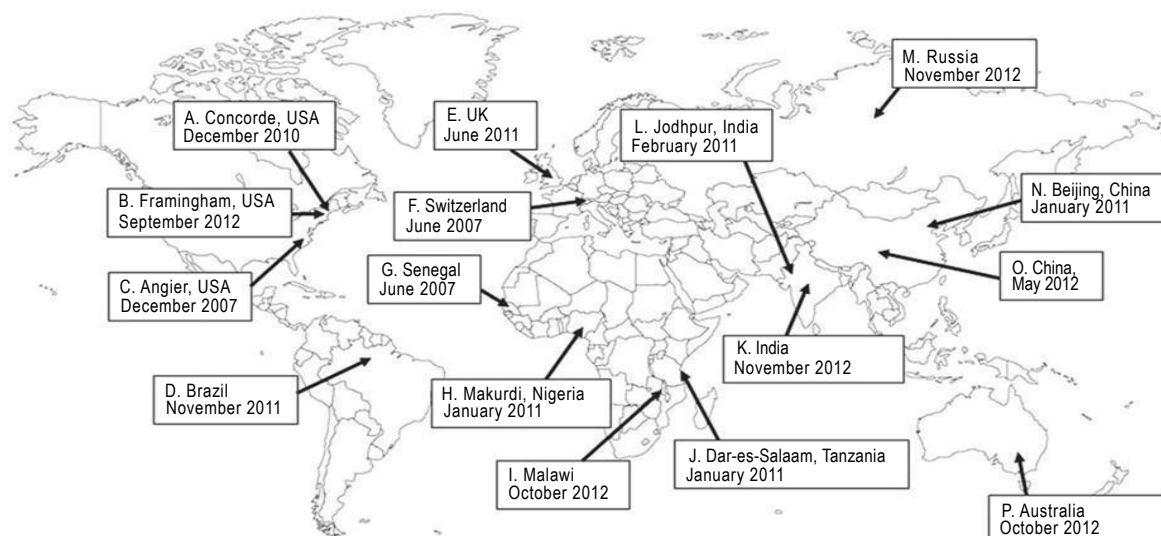 A. Concorde, USA
December 2010
B. Framingham, USA
September 2012
C. Angier, USA
December 2007
D. Brazil
November 2011
E. UK
June 2011
F. Switzerland
June 2007
G. Senegal
June 2007
H. Makurdi, Nigeria
January 2011
I. Malawi
October 2012
J. Dar-es-Salaam, Tanzania
January 2011
K. India
November 2012
L. Jodhpur, India
February 2011
M. Russia
November 2012
N. Beijing, China
January 2011
O. China,
May 2012
P. Australia
October 2012